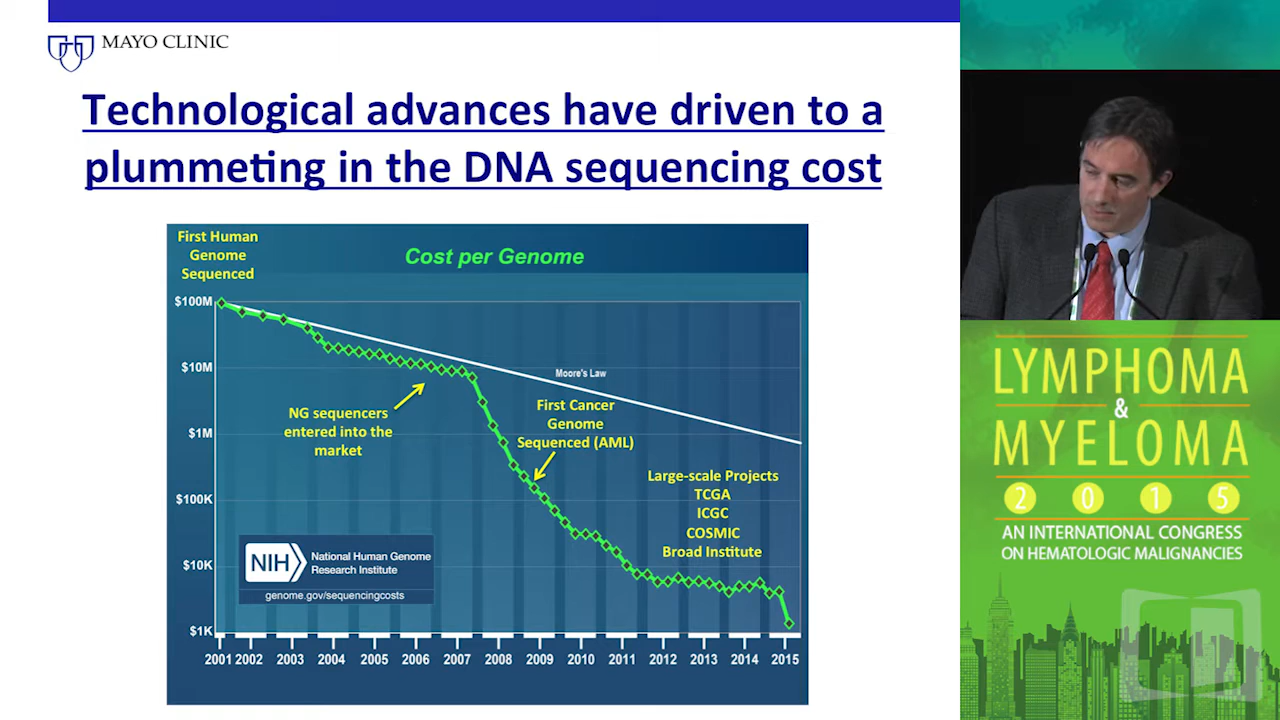 MAYO CLINIC
Technological advances have driven to a
plummeting in the DNA sequencing cost
First Human
Genome
Sequenced
Cost per Genome
$100M
$10M
$1M
$100K
$10K
$1K
Moore's Law
NG sequencers
entered into the
market
First Cancer
Genome
Sequenced (AML)
Large-scale Projects
TCGA
ICGC
COSMIC
Broad Institute
NIH
National Human Genome
Research Institute
genome.gov/sequencingcosts
2001 2002 2003 2004 2005 2006 2007 2008 2009 2010 2011 2012 2013 2014 2015
LYMPHOMA
&
MYELOMA
2 0 1 5
AN INTERNATIONAL CONGRESS
ON HEMATOLOGIC MALIGNANCIES